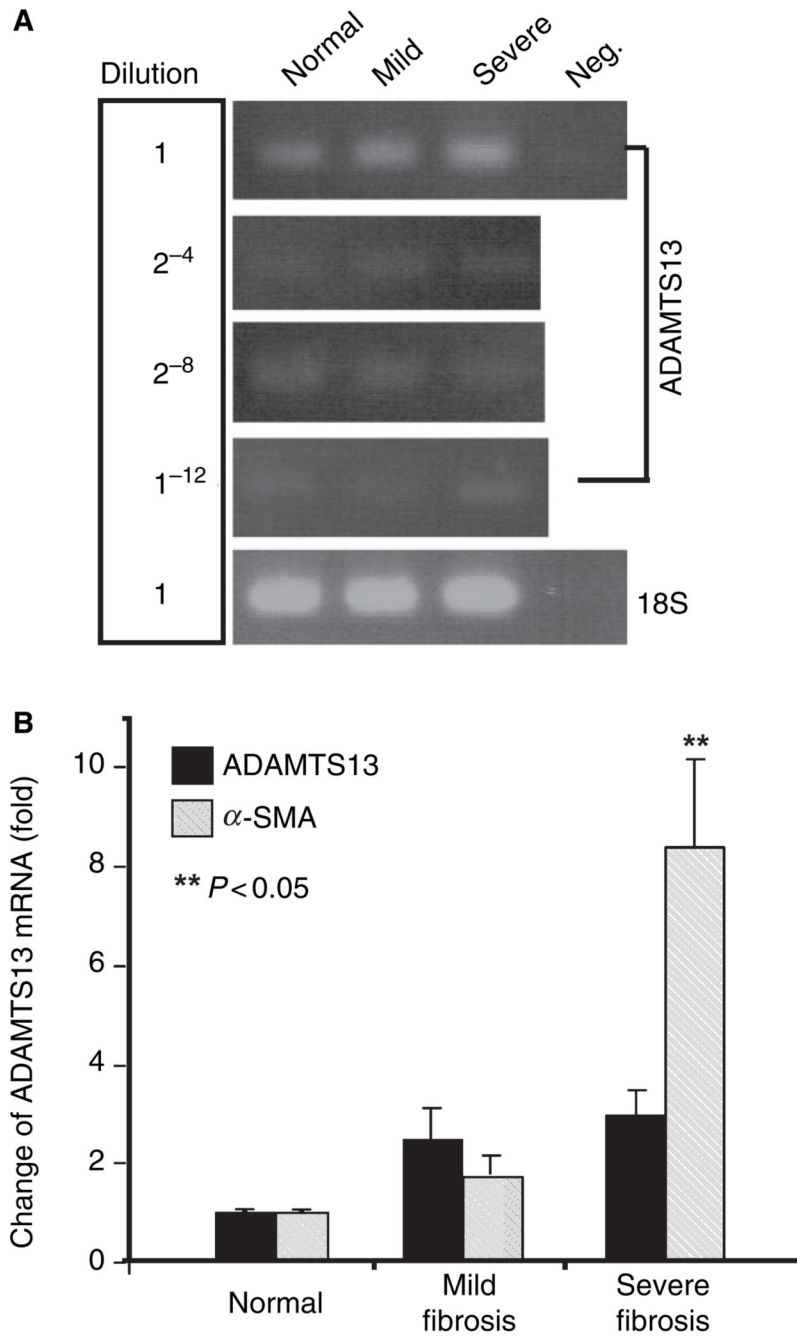 A
Dilution
Normal
Mild
Severe
Neg.
1
2⁻⁴
2⁻⁸
1⁻¹²
1
ADAMTS13
18S
B
Change of ADAMTS13 mRNA (fold)
10
8
6
4
2
0
ADAMTS13
α-SMA
** P<0.05
**
Normal
Mild
fibrosis
Severe
fibrosis